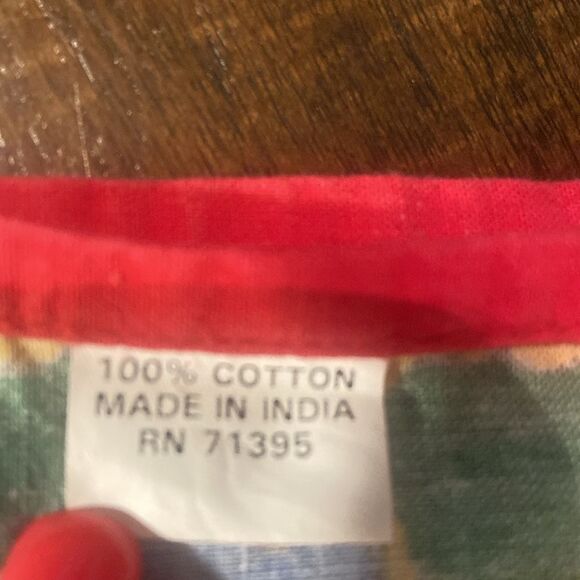 100% COTTON
MADE IN INDIA
RN 71395